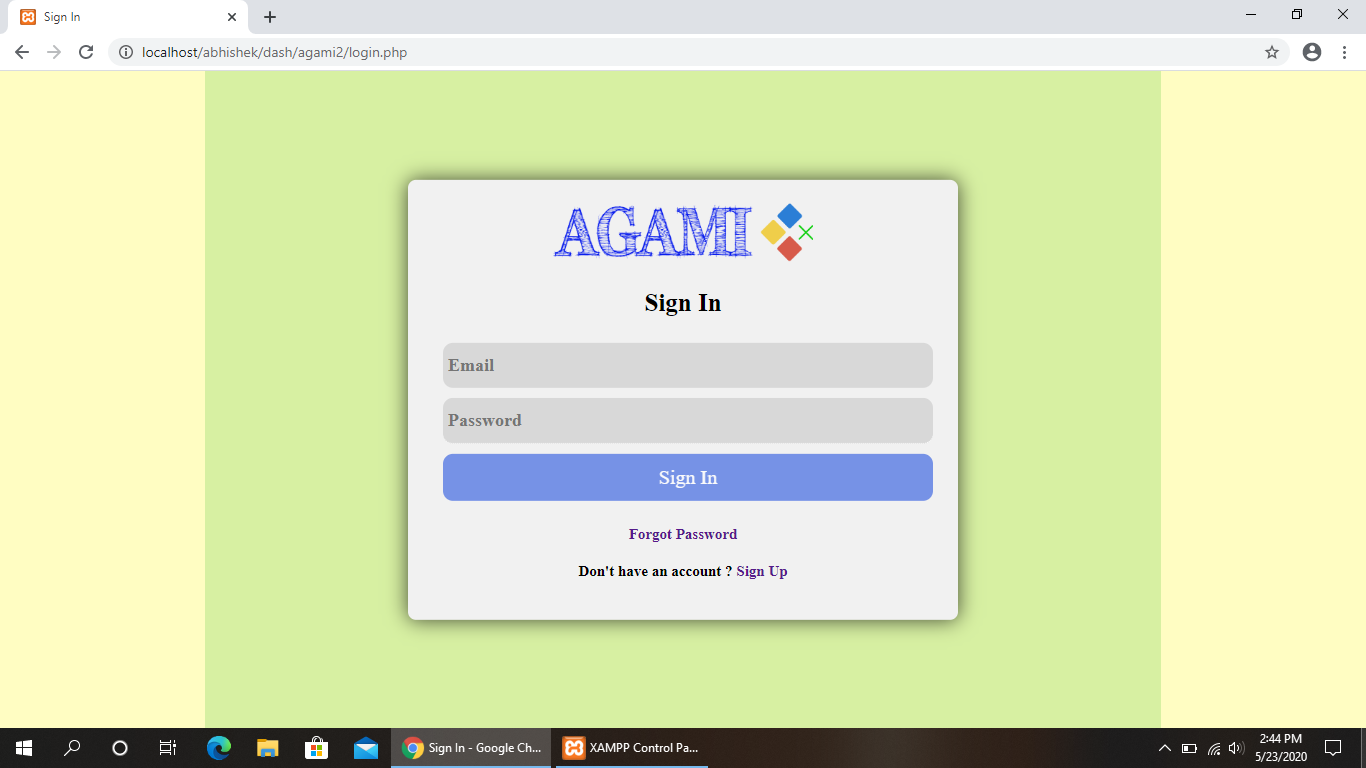 Sign In
localhost/abhishek/dash/agami2/login.php
AGAMI
Sign In
Email
Password
Sign In
Forgot Password
Don't have an account ? Sign Up
Sign In - Google Ch...
XAMPP Control Pa...
2:44 PM
5/23/2020